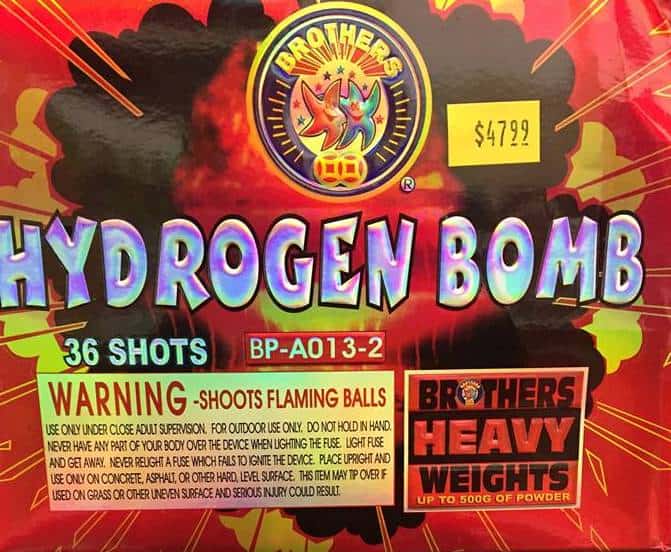 BROTHERS
®
$47.99
HYDROGEN BOMB
36 SHOTS
BP-A013-2
WARNING -SHOOTS FLAMING BALLS
USE ONLY UNDER CLOSE ADULT SUPERVISION. FOR OUTDOOR USE ONLY. DO NOT HOLD IN HAND.
NEVER HAVE ANY PART OF YOUR BODY OVER THE DEVICE WHEN LIGHTING THE FUSE. LIGHT FUSE
AND GET AWAY. NEVER RELIGHT A FUSE WHICH FAILS TO IGNITE THE DEVICE. PLACE UPRIGHT AND
USE ONLY ON CONCRETE, ASPHALT, OR OTHER HARD, LEVEL SURFACE. THIS ITEM MAY TIP OVER IF
USED ON GRASS OR OTHER UNEVEN SURFACE AND SERIOUS INJURY COULD RESULT.
BROTHERS
HEAVY
WEIGHTS
UP TO 500G OF POWDER